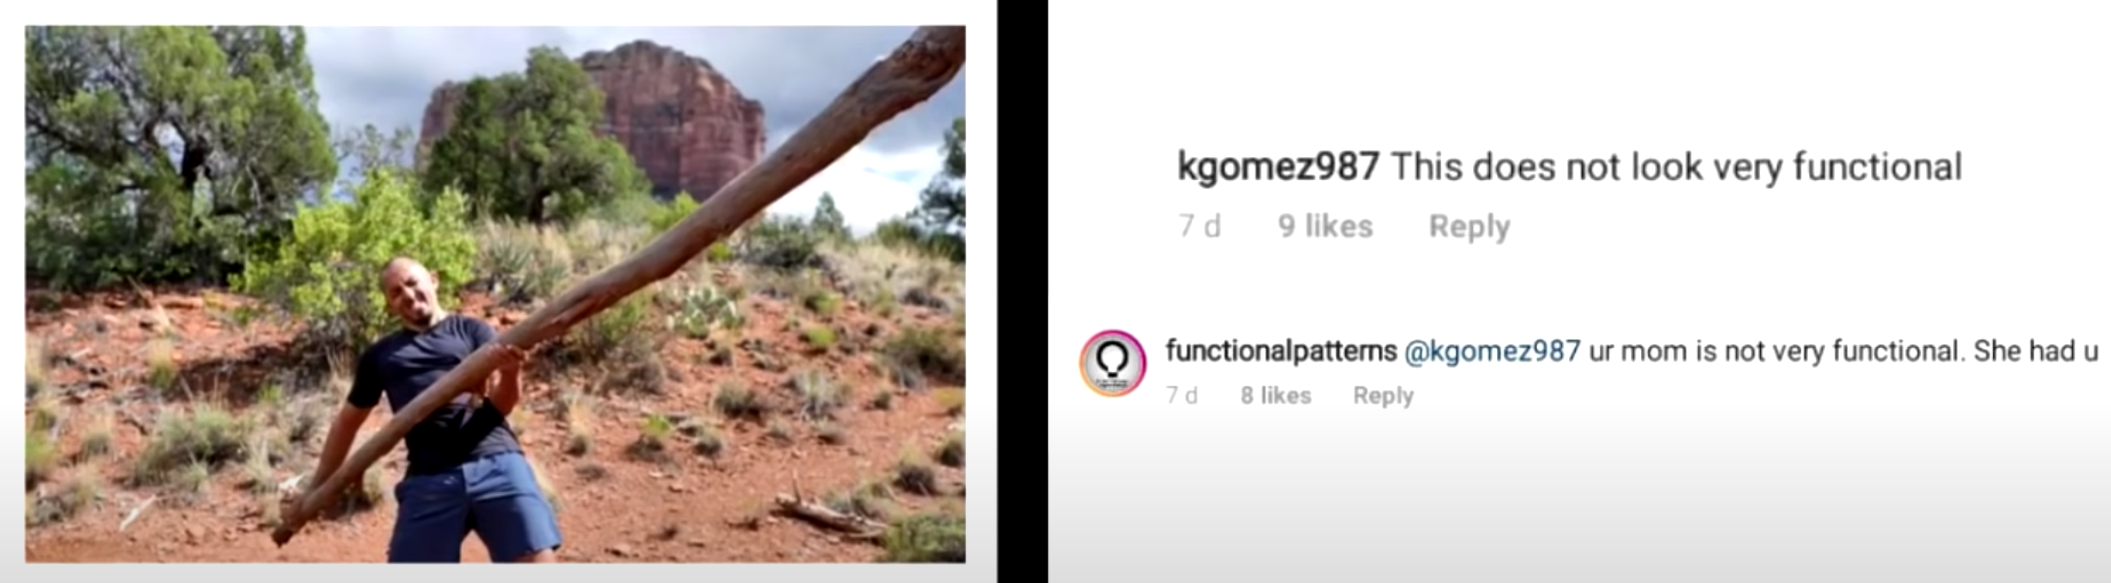 kgomez987 This does not look very functional
7 d 9 likes Reply
functionalpatterns @kgomez987 ur mom is not very functional. She had u
7 d 8 likes Reply